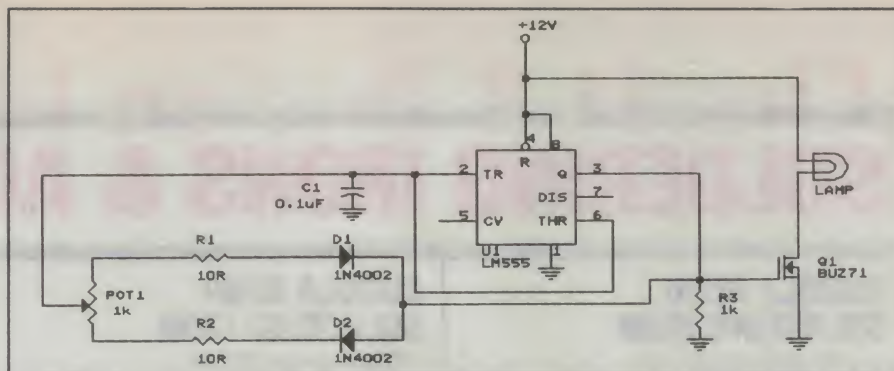 +12V
4 8
R
2 TR Q 3
C1
0.1uF
DIS 7
5 CV THR 6
LAMP
U1 1
LM555
R1 D1
10R 1N4002
Q1
BUZ71
POT1
1k
R3
1k
R2 D2
10R 1N4002